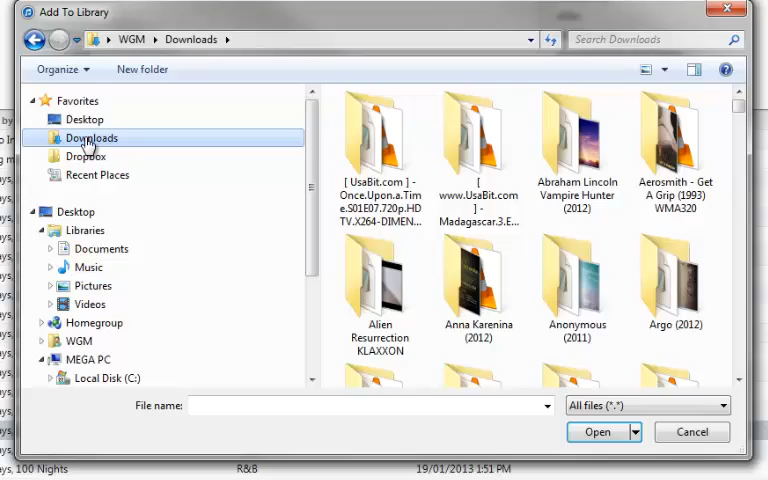 Add To Library
WGM Downloads
Search Downloads
Organize
New folder
Favorites
Desktop
Downloads
Dropbox
Recent Places
Desktop
Libraries
Documents
Music
Pictures
Videos
Homegroup
WGM
MEGA PC
Local Disk (C:)
[ UsaBit.com ] -
Once.Upon.a.Tim
e.S01E07.720p.HD
TV.X264-DIMEN...
[
www.UsaBit.com
] -
Madagascar.3.E...
Abraham Lincoln
Vampire Hunter
(2012)
Aerosmith - Get
A Grip (1993)
WMA320
Alien
Resurrection
KLAXXON
Anna Karenina
(2012)
Anonymous
(2011)
Argo (2012)
File name:
All files (*.*)
Open
Cancel
ays, 100 Nights
R&B
19/01/2013 1:51 PM